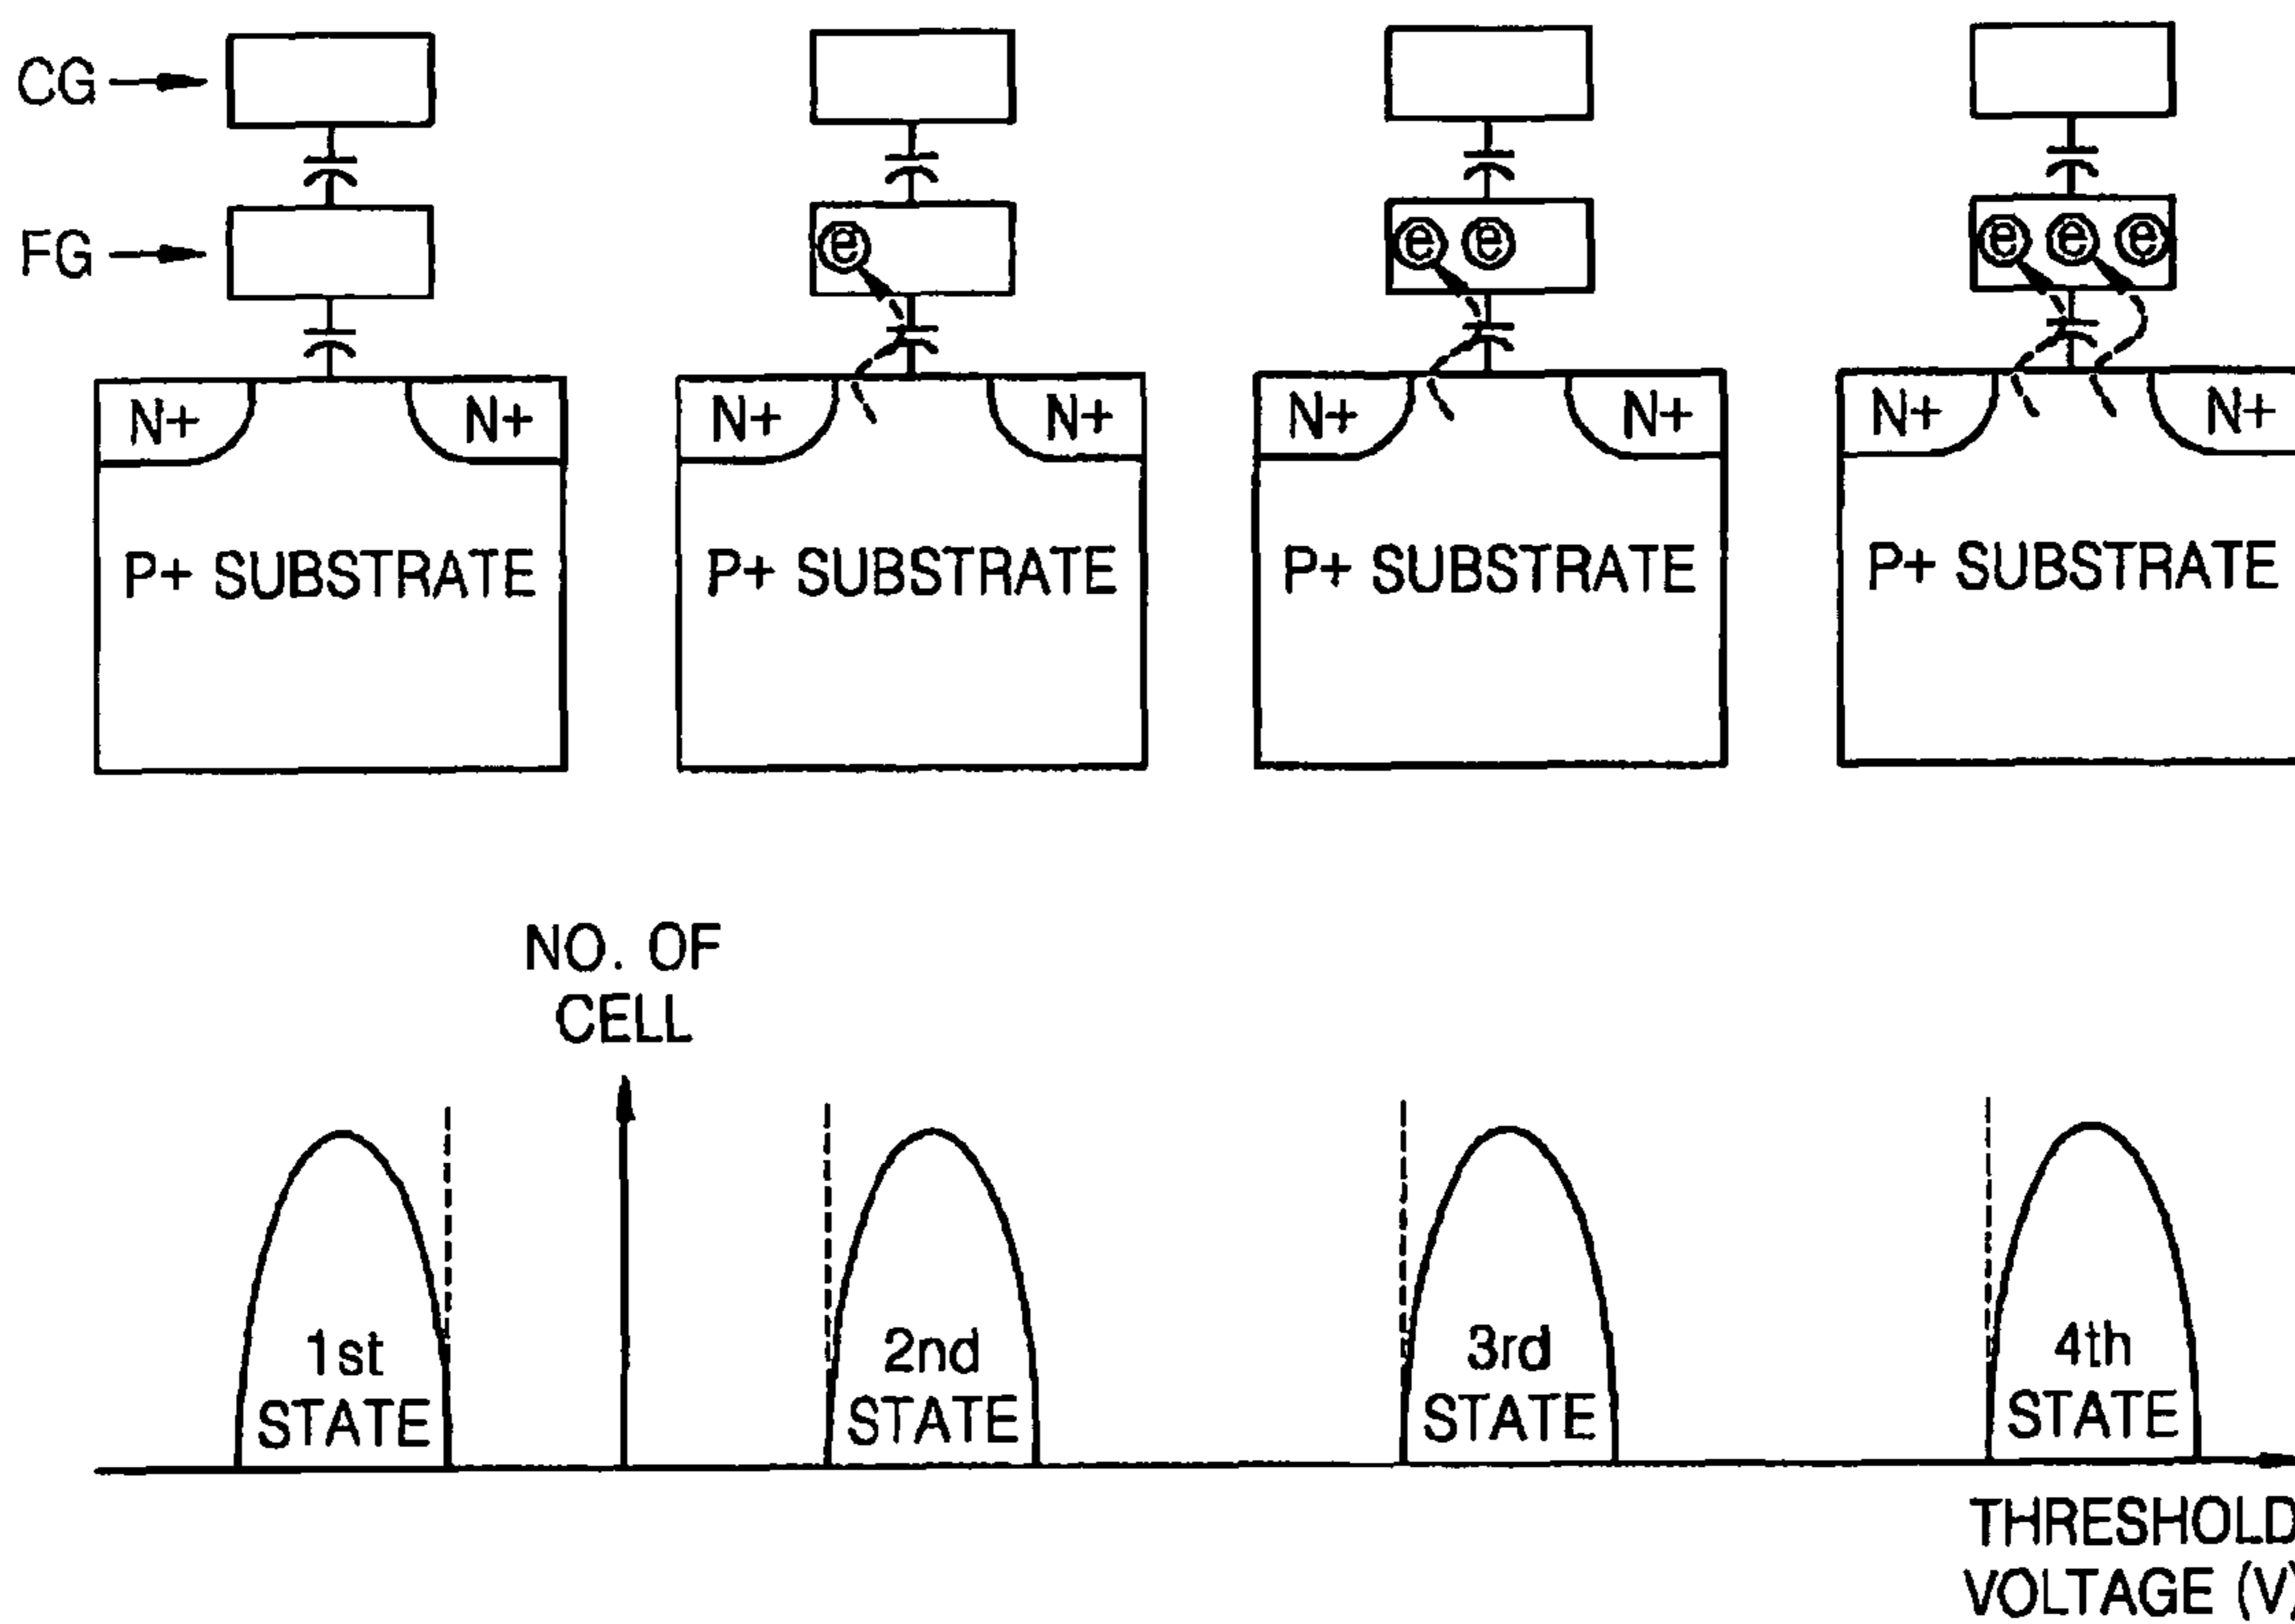 CG
FG
e
e e
e e e
N+ N+
N+ N+
N+ N+
N+ N+
P+ SUBSTRATE
P+ SUBSTRATE
P+ SUBSTRATE
P+ SUBSTRATE
NO. OF
CELL
1st
STATE
2nd
STATE
3rd
STATE
4th
STATE
THRESHOLD
VOLTAGE (V)